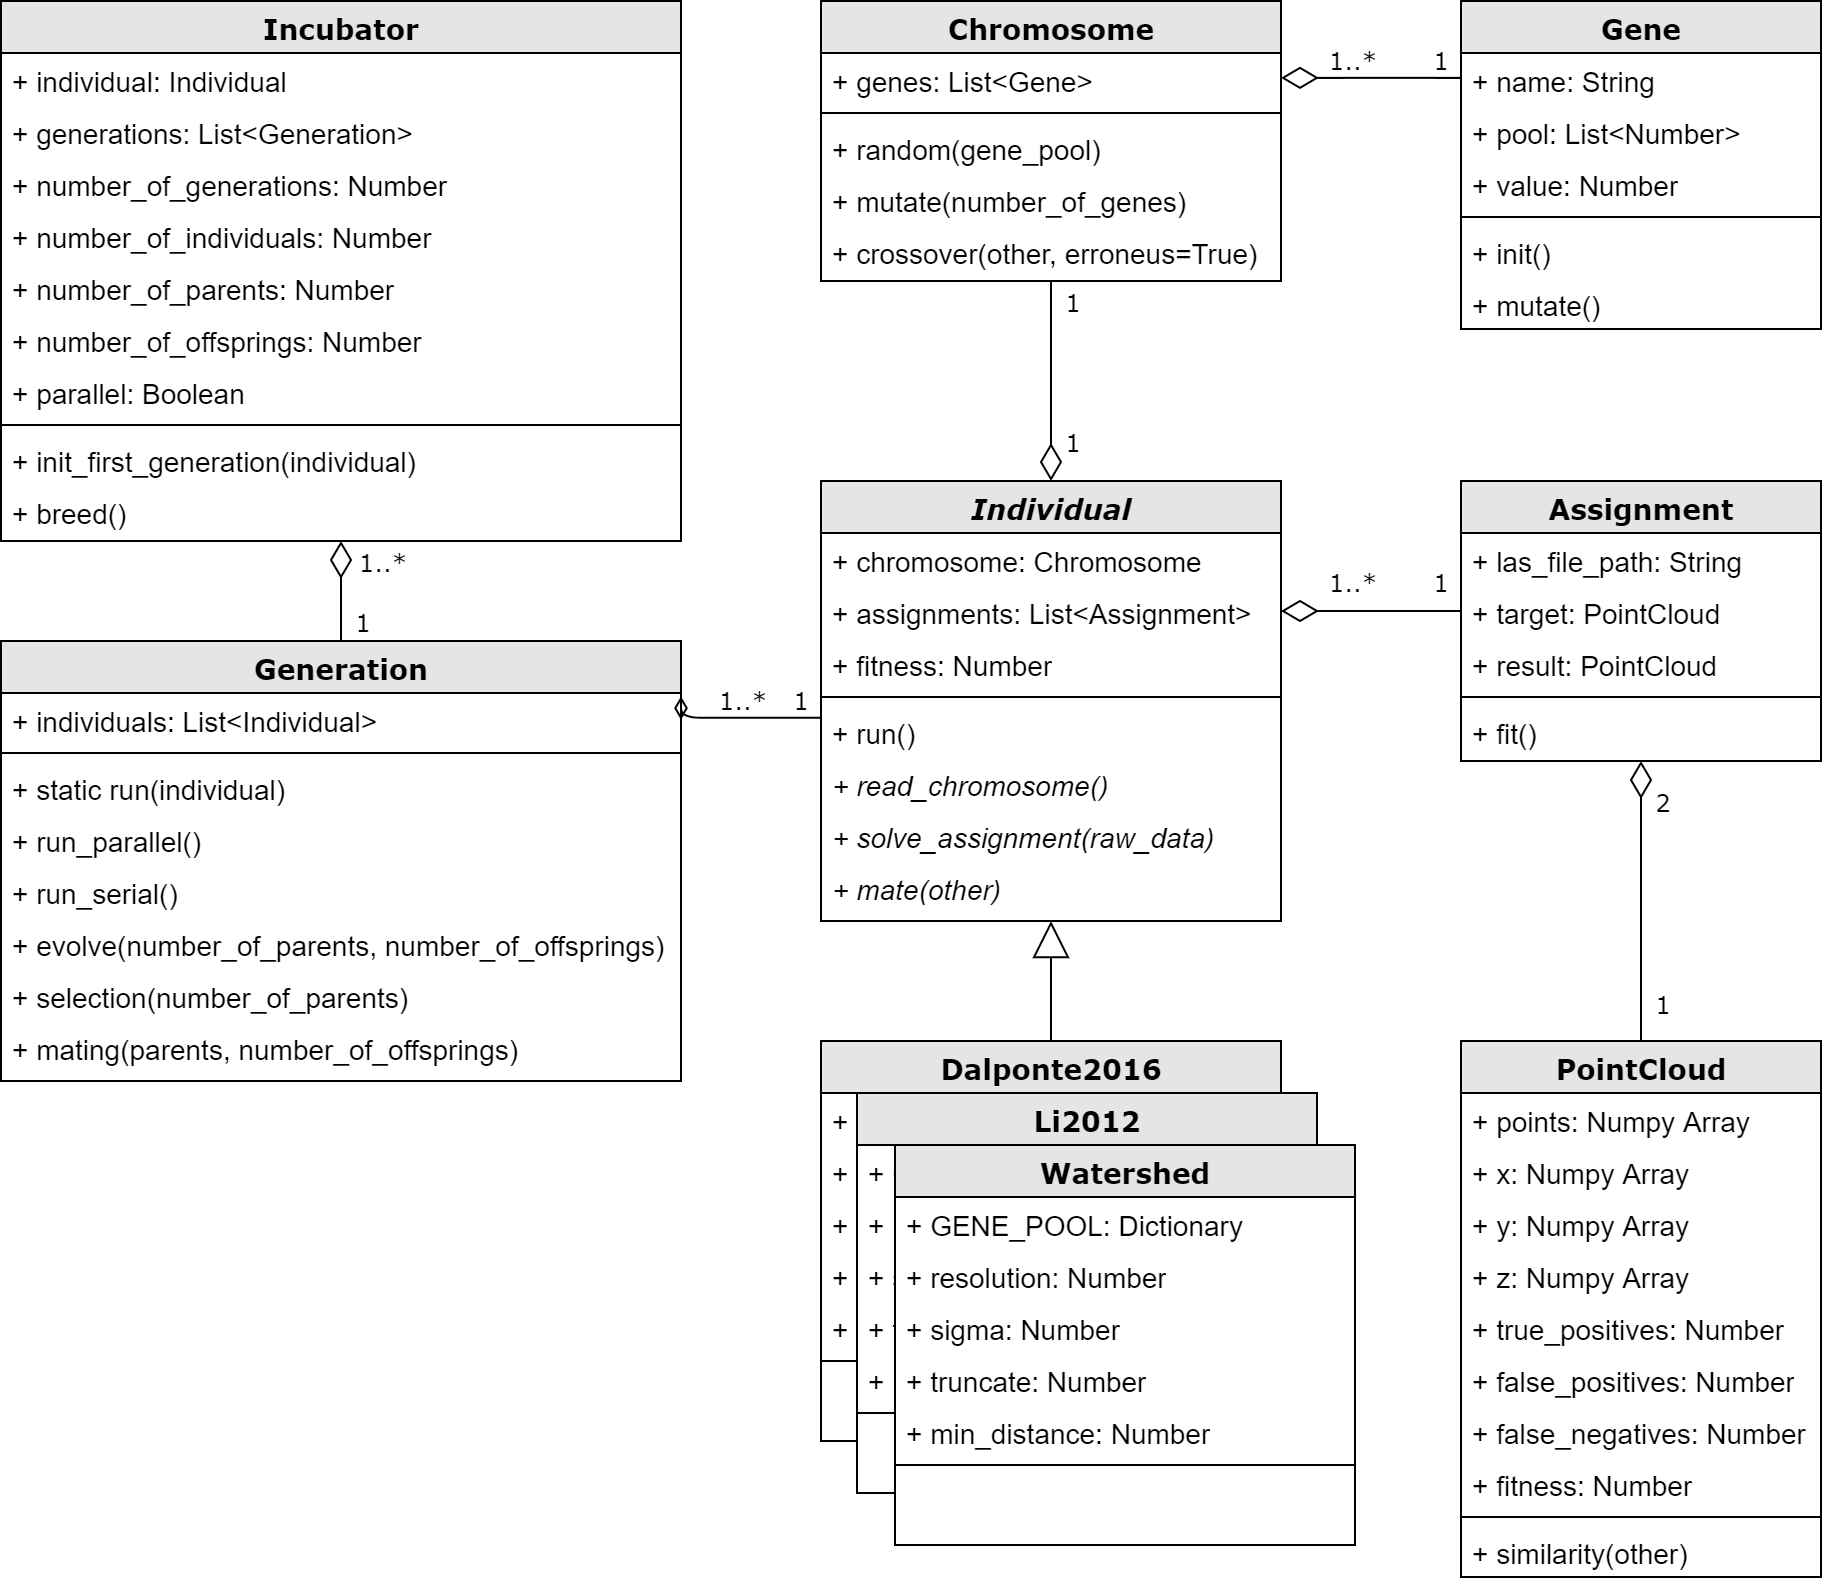 Incubator
+ individual: Individual
+ generations: List<Generation>
+ number_of_generations: Number
+ number_of_individuals: Number
+ number_of_parents: Number
+ number_of_offsprings: Number
+ parallel: Boolean
+ init_first_generation(individual)
+ breed()
1..*
1
Generation
+ individuals: List<Individual>
+ static run(individual)
+ run_parallel()
+ run_serial()
+ evolve(number_of_parents, number_of_offsprings)
+ selection(number_of_parents)
+ mating(parents, number_of_offsprings)
1..* 1
Chromosome
+ genes: List<Gene>
+ random(gene_pool)
+ mutate(number_of_genes)
+ crossover(other, erroneus=True)
1..* 1
Gene
+ name: String
+ pool: List<Number>
+ value: Number
+ init()
+ mutate()
1
1
Individual
+ chromosome: Chromosome
+ assignments: List<Assignment>
+ fitness: Number
+ run()
+ read_chromosome()
+ solve_assignment(raw_data)
+ mate(other)
1..* 1
Assignment
+ las_file_path: String
+ target: PointCloud
+ result: PointCloud
+ fit()
2
1
Dalponte2016
+
+
+
+
+
Li2012
+
+
+
+
+
Watershed
+ GENE_POOL: Dictionary
+ resolution: Number
+ sigma: Number
+ truncate: Number
+ min_distance: Number
PointCloud
+ points: Numpy Array
+ x: Numpy Array
+ y: Numpy Array
+ z: Numpy Array
+ true_positives: Number
+ false_positives: Number
+ false_negatives: Number
+ fitness: Number
+ similarity(other)